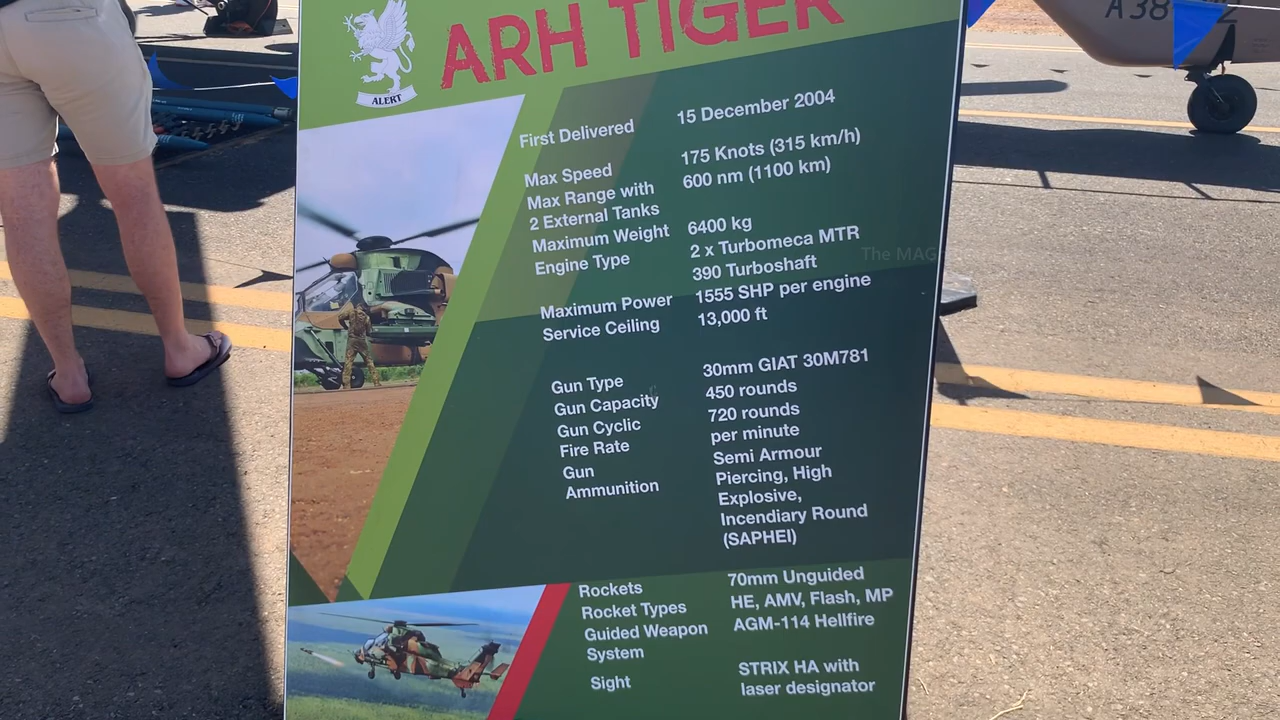 ARH TIGER
ALERT
First Delivered 15 December 2004
Max Speed 175 Knots (315 km/h)
Max Range with 600 nm (1100 km)
2 External Tanks
Maximum Weight 6400 kg
Engine Type 2 x Turbomeca MTR
390 Turboshaft
Maximum Power 1555 SHP per engine
Service Ceiling 13,000 ft
Gun Type 30mm GIAT 30M781
Gun Capacity 450 rounds
Gun Cyclic 720 rounds
Fire Rate per minute
Gun Semi Armour
Ammunition Piercing, High
Explosive,
Incendiary Round
(SAPHEI)
Rockets 70mm Unguided
Rocket Types HE, AMV, Flash, MP
Guided Weapon AGM-114 Hellfire
System
Sight STRIX HA with
laser designator
The MAG
A38
2